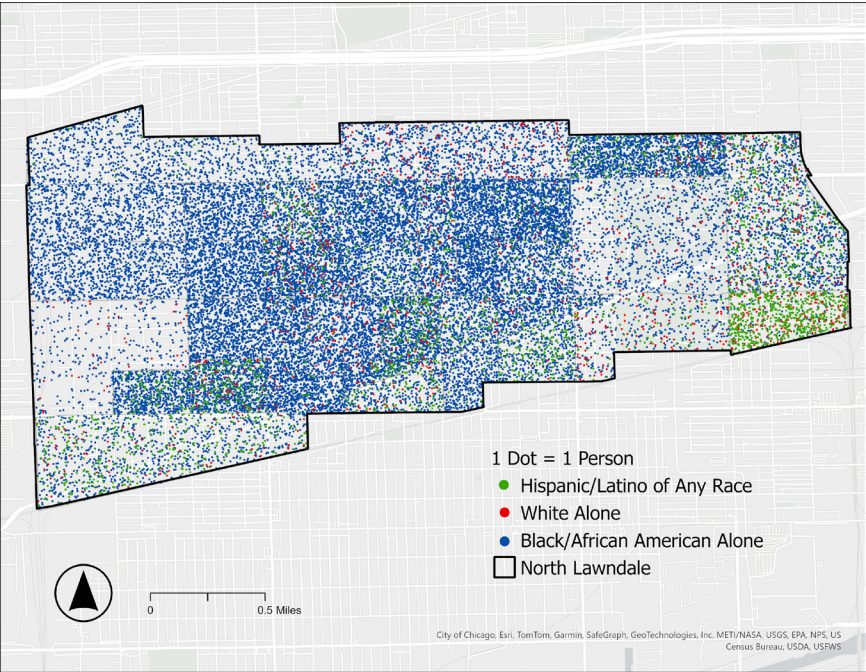 1 Dot = 1 Person
Hispanic/Latino of Any Race
White Alone
Black/African American Alone
North Lawndale
0 0.5 Miles
City of Chicago, Esri, TomTom, Garmin, SafeGraph, GeoTechnologies, Inc, METI/NASA, USGS, EPA, NPS, US
Census Bureau, USDA, USFWS